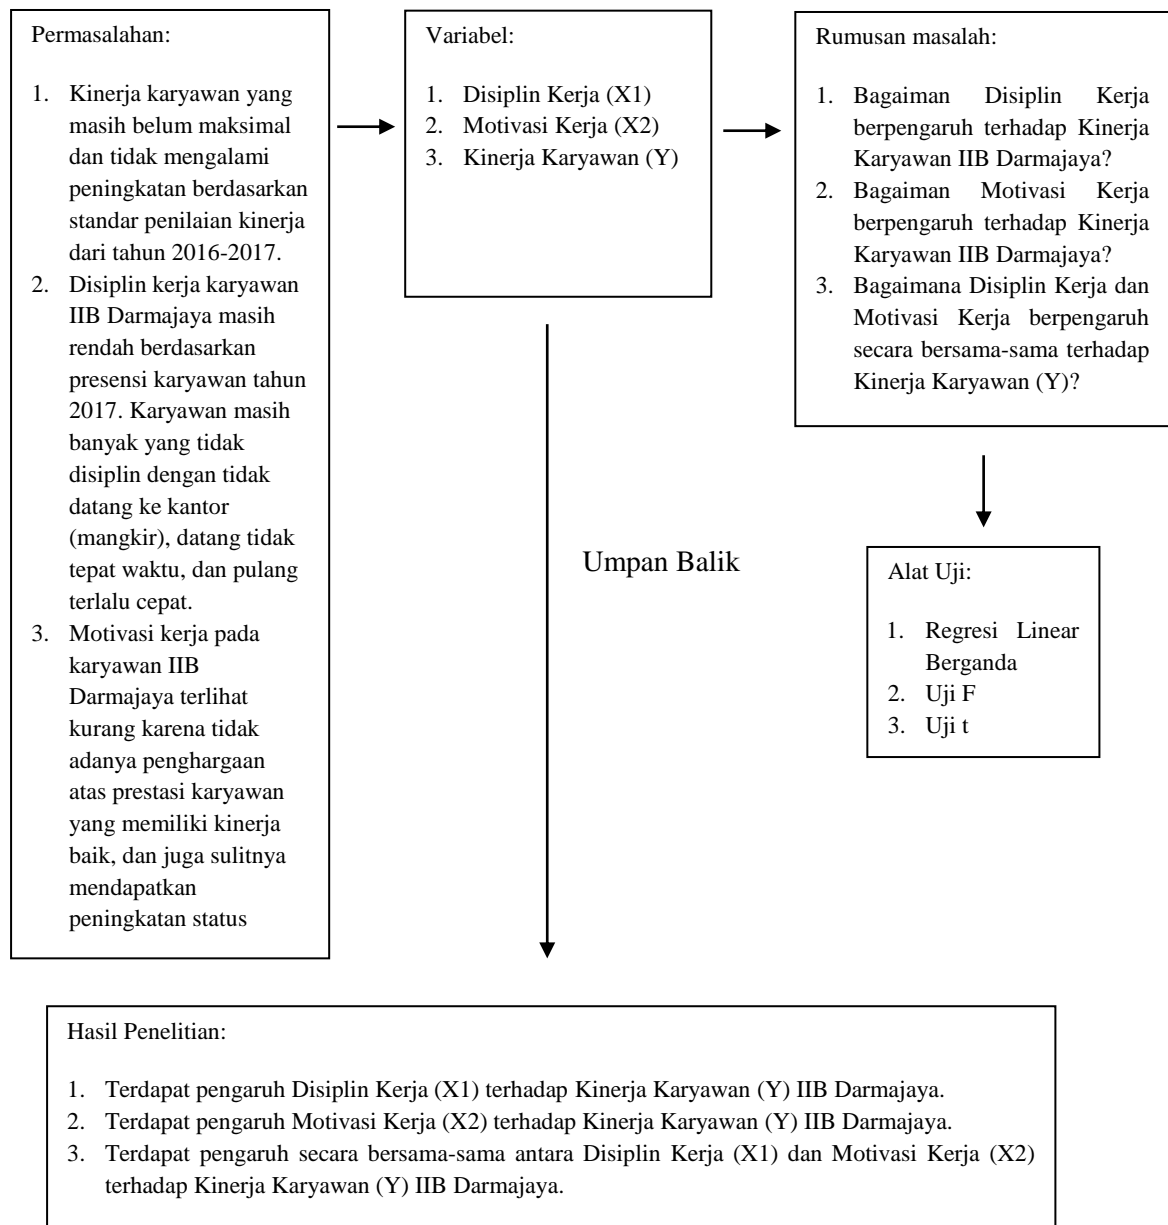 Permasalahan:
1. Kinerja karyawan yang
masih belum maksimal
dan tidak mengalami
peningkatan berdasarkan
standar penilaian kinerja
dari tahun 2016-2017.
2. Disiplin kerja karyawan
IIB Darmajaya masih
rendah berdasarkan
presensi karyawan tahun
2017. Karyawan masih
banyak yang tidak
disiplin dengan tidak
datang ke kantor
(mangkir), datang tidak
tepat waktu, dan pulang
terlalu cepat.
3. Motivasi kerja pada
karyawan IIB
Darmajaya terlihat
kurang karena tidak
adanya penghargaan
atas prestasi karyawan
yang memiliki kinerja
baik, dan juga sulitnya
mendapatkan
peningkatan status
Variabel:
1. Disiplin Kerja (X1)
2. Motivasi Kerja (X2)
3. Kinerja Karyawan (Y)
Rumusan masalah:
1. Bagaiman Disiplin Kerja
berpengaruh terhadap Kinerja
Karyawan IIB Darmajaya?
2. Bagaiman Motivasi Kerja
berpengaruh terhadap Kinerja
Karyawan IIB Darmajaya?
3. Bagaimana Disiplin Kerja dan
Motivasi Kerja berpengaruh
secara bersama-sama terhadap
Kinerja Karyawan (Y)?
Umpan Balik
Alat Uji:
1. Regresi Linear
Berganda
2. Uji F
3. Uji t
Hasil Penelitian:
1. Terdapat pengaruh Disiplin Kerja (X1) terhadap Kinerja Karyawan (Y) IIB Darmajaya.
2. Terdapat pengaruh Motivasi Kerja (X2) terhadap Kinerja Karyawan (Y) IIB Darmajaya.
3. Terdapat pengaruh secara bersama-sama antara Disiplin Kerja (X1) dan Motivasi Kerja (X2)
terhadap Kinerja Karyawan (Y) IIB Darmajaya.